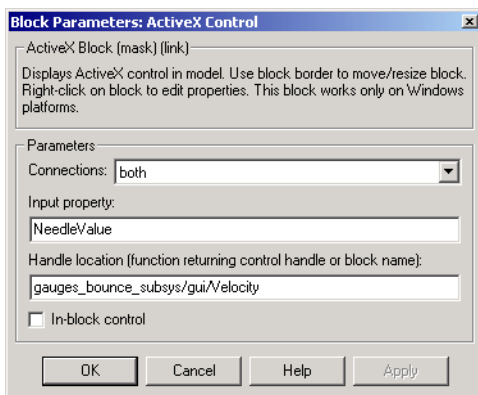 Block Parameters: ActiveX Control
ActiveX Block (mask) (link)
Displays ActiveX control in model. Use block border to move/resize block.
Right-click on block to edit properties. This block works only on Windows
platforms.
Parameters
Connections: both
Input property:
NeedleValue
Handle location (function returning control handle or block name):
gauges_bounce_subsys/gui/Velocity
In-block control
OK Cancel Help Apply